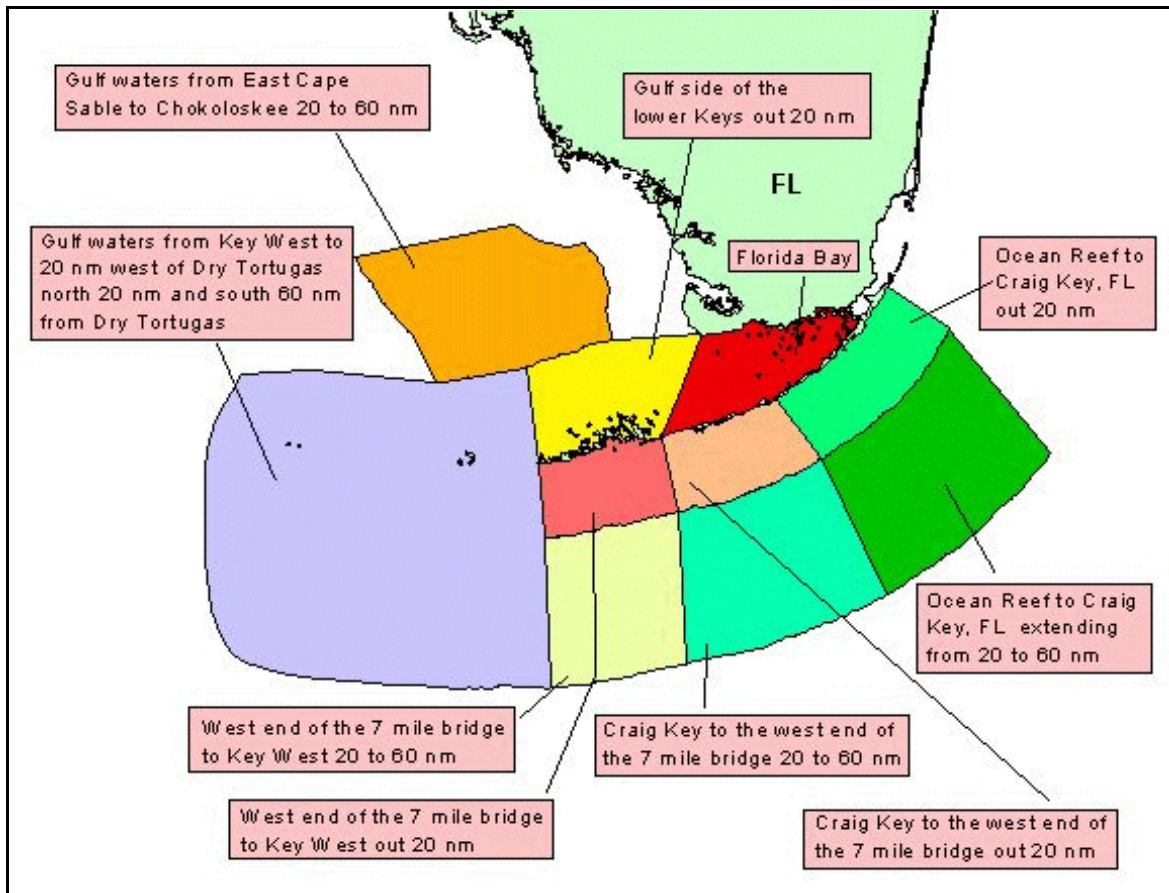 Gulf waters from East Cape
Sable to Chokoloskee 20 to 60 nm
Gulf side of the
lower Keys out 20 nm
FL
Gulf waters from Key West to
20 nm west of Dry Tortugas
north 20 nm and south 60 nm
from Dry Tortugas
Florida Bay
Ocean Reef to
Craig Key, FL
out 20 nm
Ocean Reef to Craig
Key, FL extending
from 20 to 60 nm
West end of the 7 mile bridge
to Key West 20 to 60 nm
Craig Key to the west end of
the 7 mile bridge 20 to 60 nm
West end of the 7 mile bridge
to Key West out 20 nm
Craig Key to the west end of
the 7 mile bridge out 20 nm